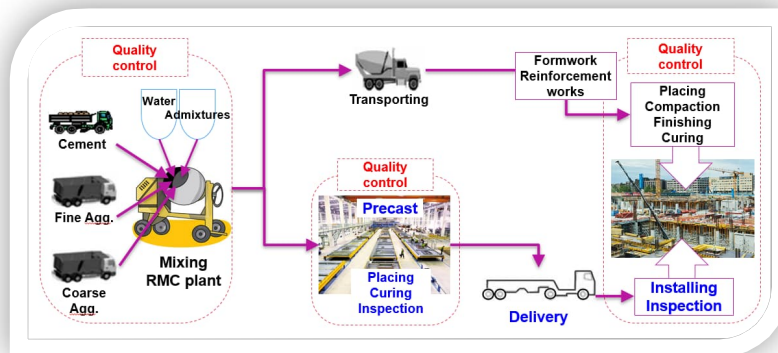 Quality
control
Water
Admixtures
Cement
Fine Agg.
Coarse
Agg.
Mixing
RMC plant
Transporting
Formwork
Reinforcement
works
Quality
control
Placing
Compaction
Finishing
Curing
Quality
control
Precast
Placing
Curing
Inspection
Delivery
Installing
Inspection